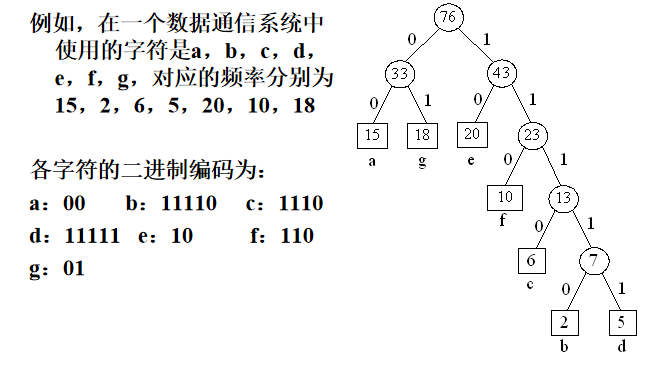 例如，在一个数据通信系统中
使用的字符是a，b，c，d，
e，f，g，对应的频率分别为
15，2，6，5，20，10，18
各字符的二进制编码为：
a：00 b：11110 c：1110
d：11111 e：10 f：110
g：01
76
0 1
33 43
0 1 0 1
15 18 20 23
a g e
0 1
10 13
f
0 1
6 7
c
0 1
2 5
b d